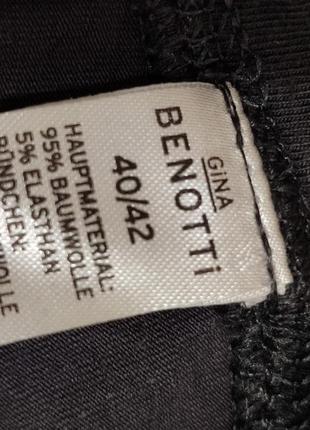 GiNA
BENOTTi
40/42
HAUPTMATERIAL:
95% BAUMWOLLE
5% ELASTHAN
BÜNDCHEN: